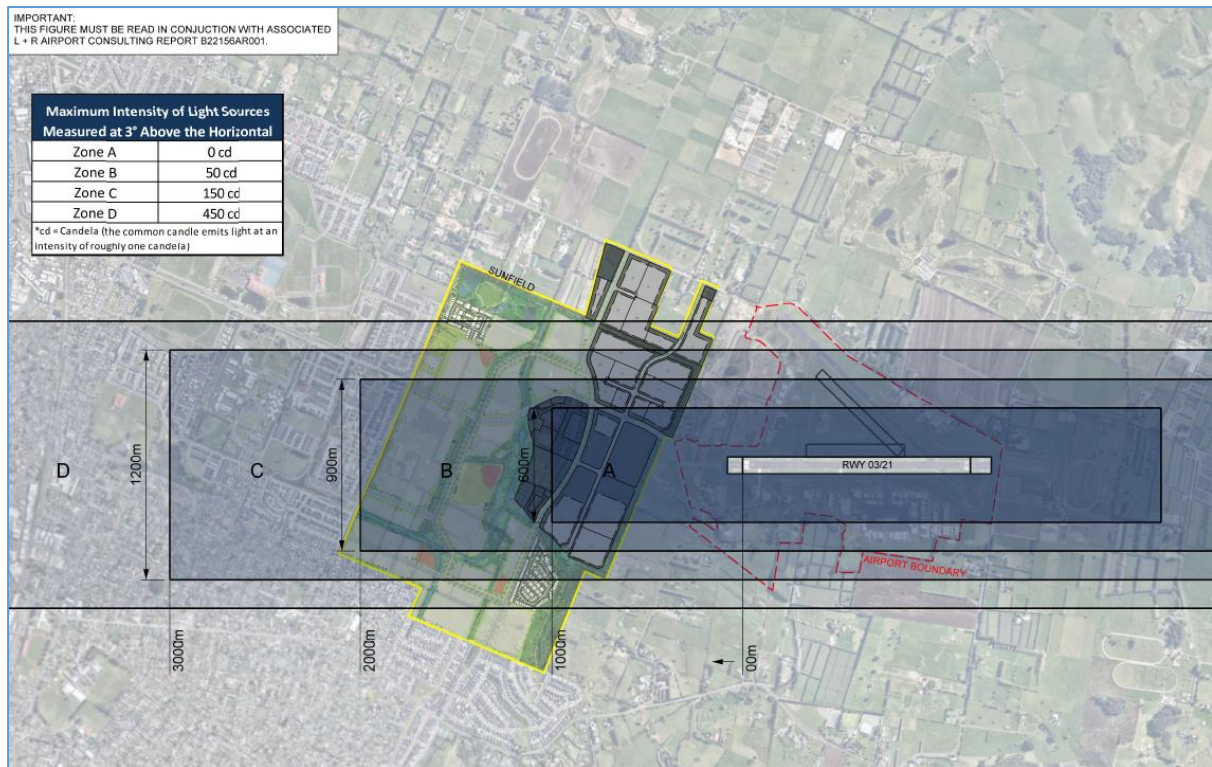 IMPORTANT:
THIS FIGURE MUST BE READ IN CONJUCTION WITH ASSOCIATED
L + R AIRPORT CONSULTING REPORT B22156AR001.
Maximum Intensity of Light Sources
Measured at 3° Above the Horizontal
Zone A 0 cd
Zone B 50 cd
Zone C 150 cd
Zone D 450 cd
*cd = Candela (the common candle emits light at an
intensity of roughly one candela)
SUNFIELD
D
1200m
C
900m
B
600m
A
RWY 03/21
AIRPORT BOUNDARY
3000m
2000m
1000m
00m